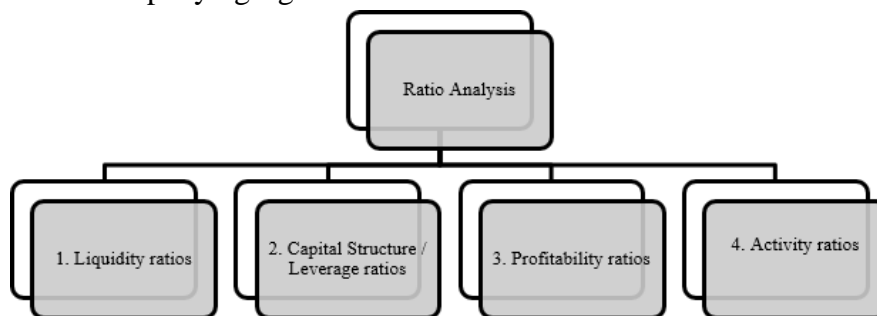 Ratio Analysis
1. Liquidity ratios
2. Capital Structure /
Leverage ratios
3. Profitability ratios
4. Activity ratios